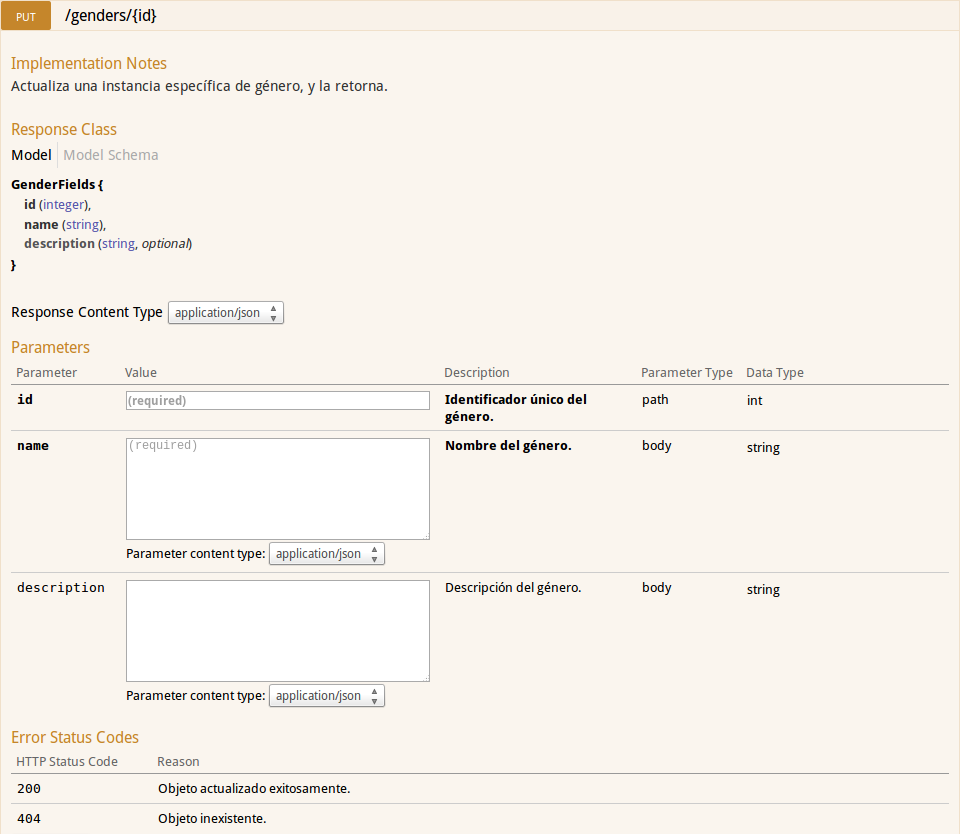 PUT /genders/{id}
Implementation Notes
Actualiza una instancia específica de género, y la retorna.
Response Class
Model Model Schema
GenderFields {
id (integer),
name (string),
description (string, optional)
}
Response Content Type application/json
Parameters
Parameter Value Description Parameter Type Data Type
id (required) Identificador único del path int
género.
name (required) Nombre del género. body string
Parameter content type: application/json
description Descripción del género. body string
Parameter content type: application/json
Error Status Codes
HTTP Status Code Reason
200 Objeto actualizado exitosamente.
404 Objeto inexistente.